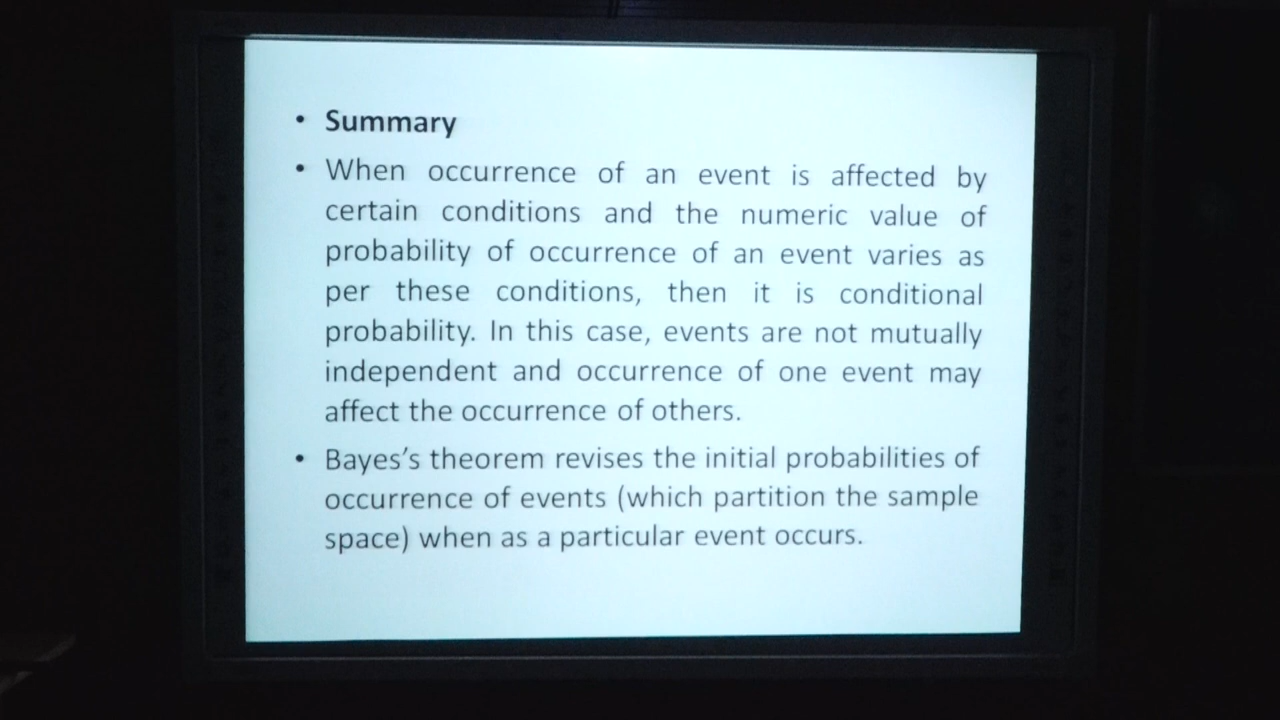 • Summary
• When occurrence of an event is affected by
certain conditions and the numeric value of
probability of occurrence of an event varies as
per these conditions, then it is conditional
probability. In this case, events are not mutually
independent and occurrence of one event may
affect the occurrence of others.
• Bayes’s theorem revises the initial probabilities of
occurrence of events (which partition the sample
space) when as a particular event occurs.